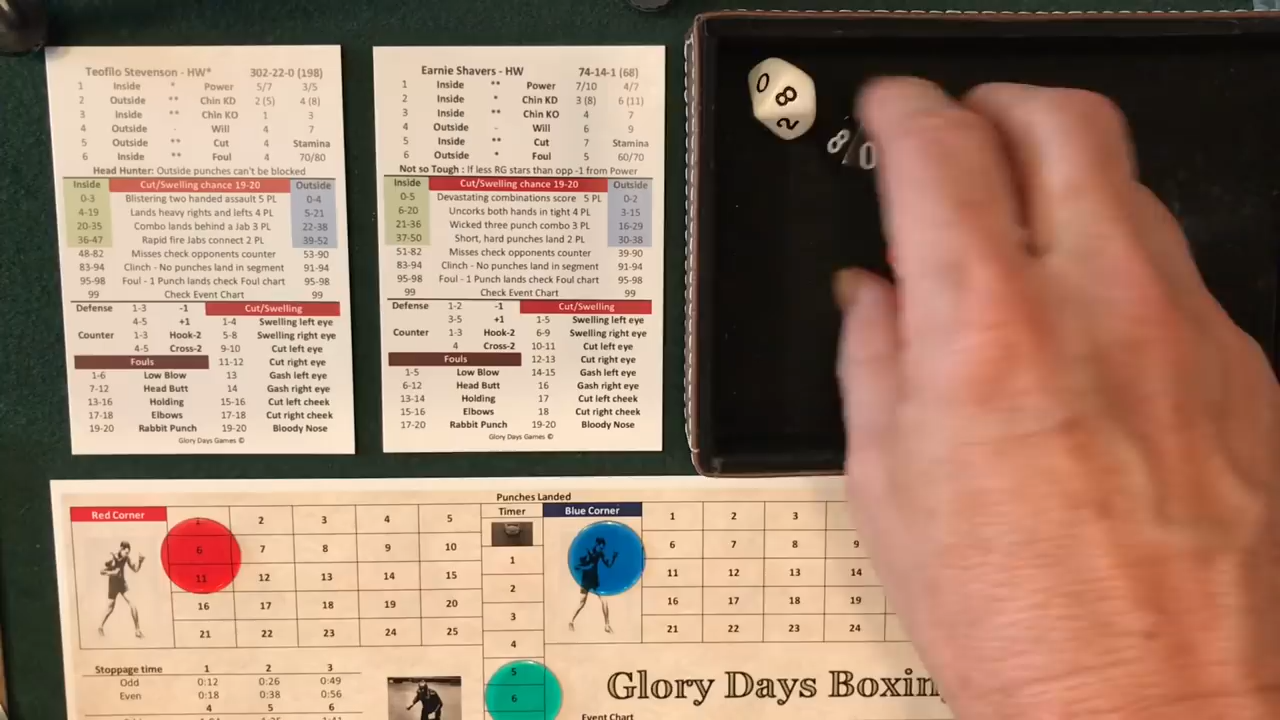 Teofilo Stevenson - HW* 302-22-0 (198)
1 Inside * Power 5/7 3/5
2 Outside ** Chin KD 2 (5) 4 (8)
3 Inside ** Chin KO 1 3
4 Outside - Will 4 7
5 Outside ** Cut 4 Stamina
6 Inside ** Foul 4 70/80
Head Hunter: Outside punches can't be blocked
Inside Cut/Swelling chance 19-20 Outside
0-3 Blistering two handed assault 5 PL 0-4
4-19 Lands heavy rights and lefts 4 PL 5-21
20-35 Combo lands behind a Jab 3 PL 22-38
36-47 Rapid fire Jabs connect 2 PL 39-52
48-82 Misses check opponents counter 53-90
83-94 Clinch - No punches land in segment 91-94
95-98 Foul - 1 Punch lands check Foul chart 95-98
99 Check Event Chart 99
Defense 1-3 -1 Cut/Swelling
4-5 +1 1-4 Swelling left eye
Counter 1-3 Hook-2 5-8 Swelling right eye
4-5 Cross-2 9-10 Cut left eye
Fouls 11-12 Cut right eye
1-6 Low Blow 13 Gash left eye
7-12 Head Butt 14 Gash right eye
13-16 Holding 15-16 Cut left cheek
17-18 Elbows 17-18 Cut right cheek
19-20 Rabbit Punch 19-20 Bloody Nose
Glory Days Games ©
Earnie Shavers - HW 74-14-1 (68)
1 Inside ** Power 7/10 4/7
2 Inside * Chin KD 3 (8) 6 (11)
3 Inside ** Chin KO 4 7
4 Outside - Will 6 9
5 Inside ** Cut 7 Stamina
6 Outside * Foul 5 60/70
Not so Tough : If less RG stars than opp -1 from Power
Inside Cut/Swelling chance 19-20 Outside
0-5 Devastating combinations score 5 PL 0-2
6-20 Uncorks both hands in tight 4 PL 3-15
21-36 Wicked three punch combo 3 PL 16-29
37-50 Short, hard punches land 2 PL 30-38
51-82 Misses check opponents counter 39-90
83-94 Clinch - No punches land in segment 91-94
95-98 Foul - 1 Punch lands check Foul chart 95-98
99 Check Event Chart 99
Defense 1-2 -1 Cut/Swelling
3-5 +1 1-5 Swelling left eye
Counter 1-3 Hook-2 6-9 Swelling right eye
4 Cross-2 10-11 Cut left eye
Fouls 12-13 Cut right eye
1-5 Low Blow 14-15 Gash left eye
6-12 Head Butt 16 Gash right eye
13-14 Holding 17 Cut left cheek
15-16 Elbows 18 Cut right cheek
17-20 Rabbit Punch 19-20 Bloody Nose
Glory Days Games ©
0 8 2
8 0
Punches Landed
Red Corner 1 2 3 4 5 Timer Blue Corner 1 2 3
6 7 8 9 10 6 7 8 9
11 12 13 14 15 1 11 12 13 14
16 17 18 19 20 2 16 17 18 19
21 22 23 24 25 3 21 22 23 24
4
5
6
Stoppage time 1 2 3
Odd 0:12 0:26 0:49
Even 0:18 0:38 0:56
4 5 6
Glory Days Boxin
Event Chart